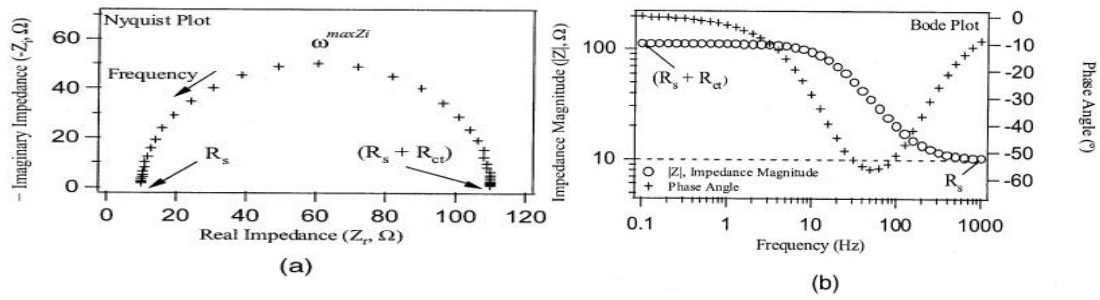 Nyquist Plot
ω^maxZi
Frequency
R_s
(R_s + R_ct)
60
40
20
0
0
20
40
60
80
100
120
– Imaginary Impedance (-Z_i, Ω)
Real Impedance (Z_r, Ω)
(a)
Bode Plot
(R_s + R_ct)
R_s
|Z|, Impedance Magnitude
Phase Angle
100
10
0
-10
-20
-30
-40
-50
-60
0.1
1
10
100
1000
Impedance Magnitude (|Z|, Ω)
Phase Angle (°)
Frequency (Hz)
(b)